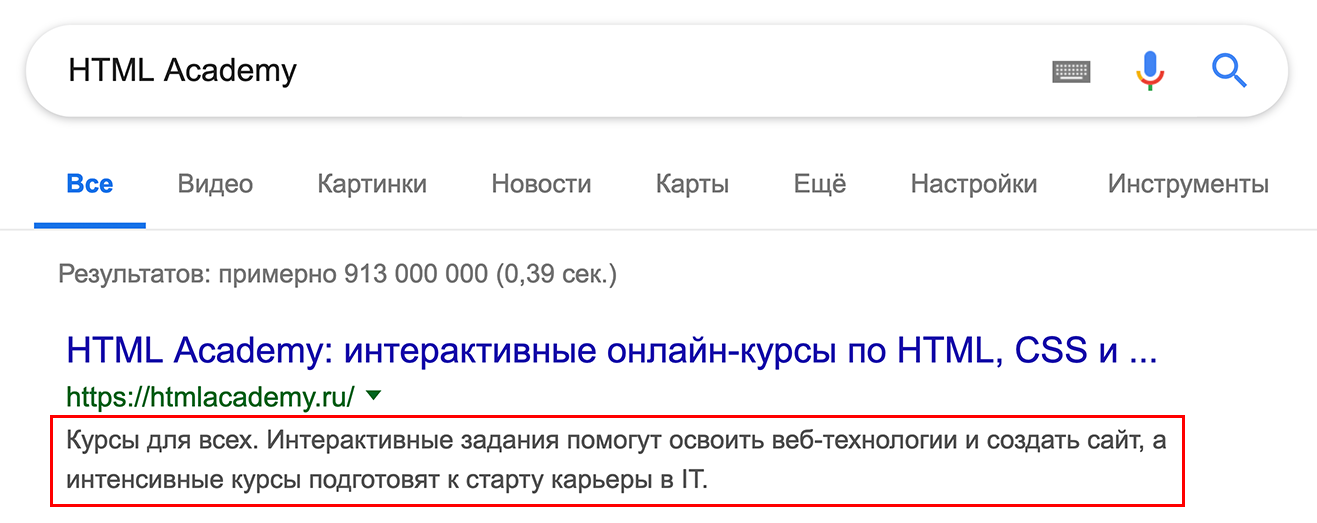 HTML Academy
Все Видео Картинки Новости Карты Ещё Настройки Инструменты
Результатов: примерно 913 000 000 (0,39 сек.)
HTML Academy: интерактивные онлайн-курсы по HTML, CSS и ...
https://htmlacademy.ru/
Курсы для всех. Интерактивные задания помогут освоить веб-технологии и создать сайт, а
интенсивные курсы подготовят к старту карьеры в IT.